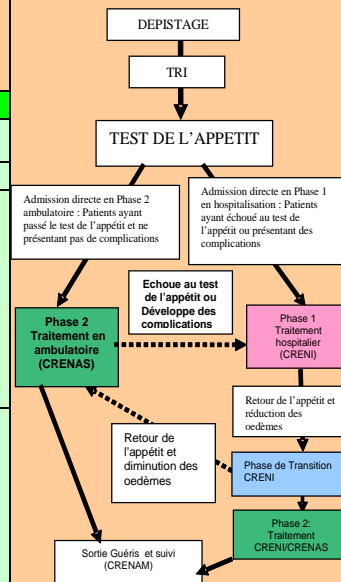 DEPISTAGE
TRI
TEST DE L’APPETIT
Admission directe en Phase 2
ambulatoire : Patients ayant
passé le test de l’appétit et ne
présentant pas de complications
Admission directe en Phase 1
en hospitalisation : Patients
ayant échoué au test de
l’appétit ou présentant des
complications
Echoue au test
de l’appétit ou
Développe des
complications
Phase 2
Traitement en
ambulatoire
(CRENAS)
Phase 1
Traitement
hospitalier
(CRENI)
Retour de l’appétit et
réduction des
oedèmes
Retour de
l’appétit et
diminution des
oedèmes
Phase de Transition
CRENI
Phase 2:
Traitement
CRENI/CRENAS
Sortie Guéris et suivi
(CRENAM)